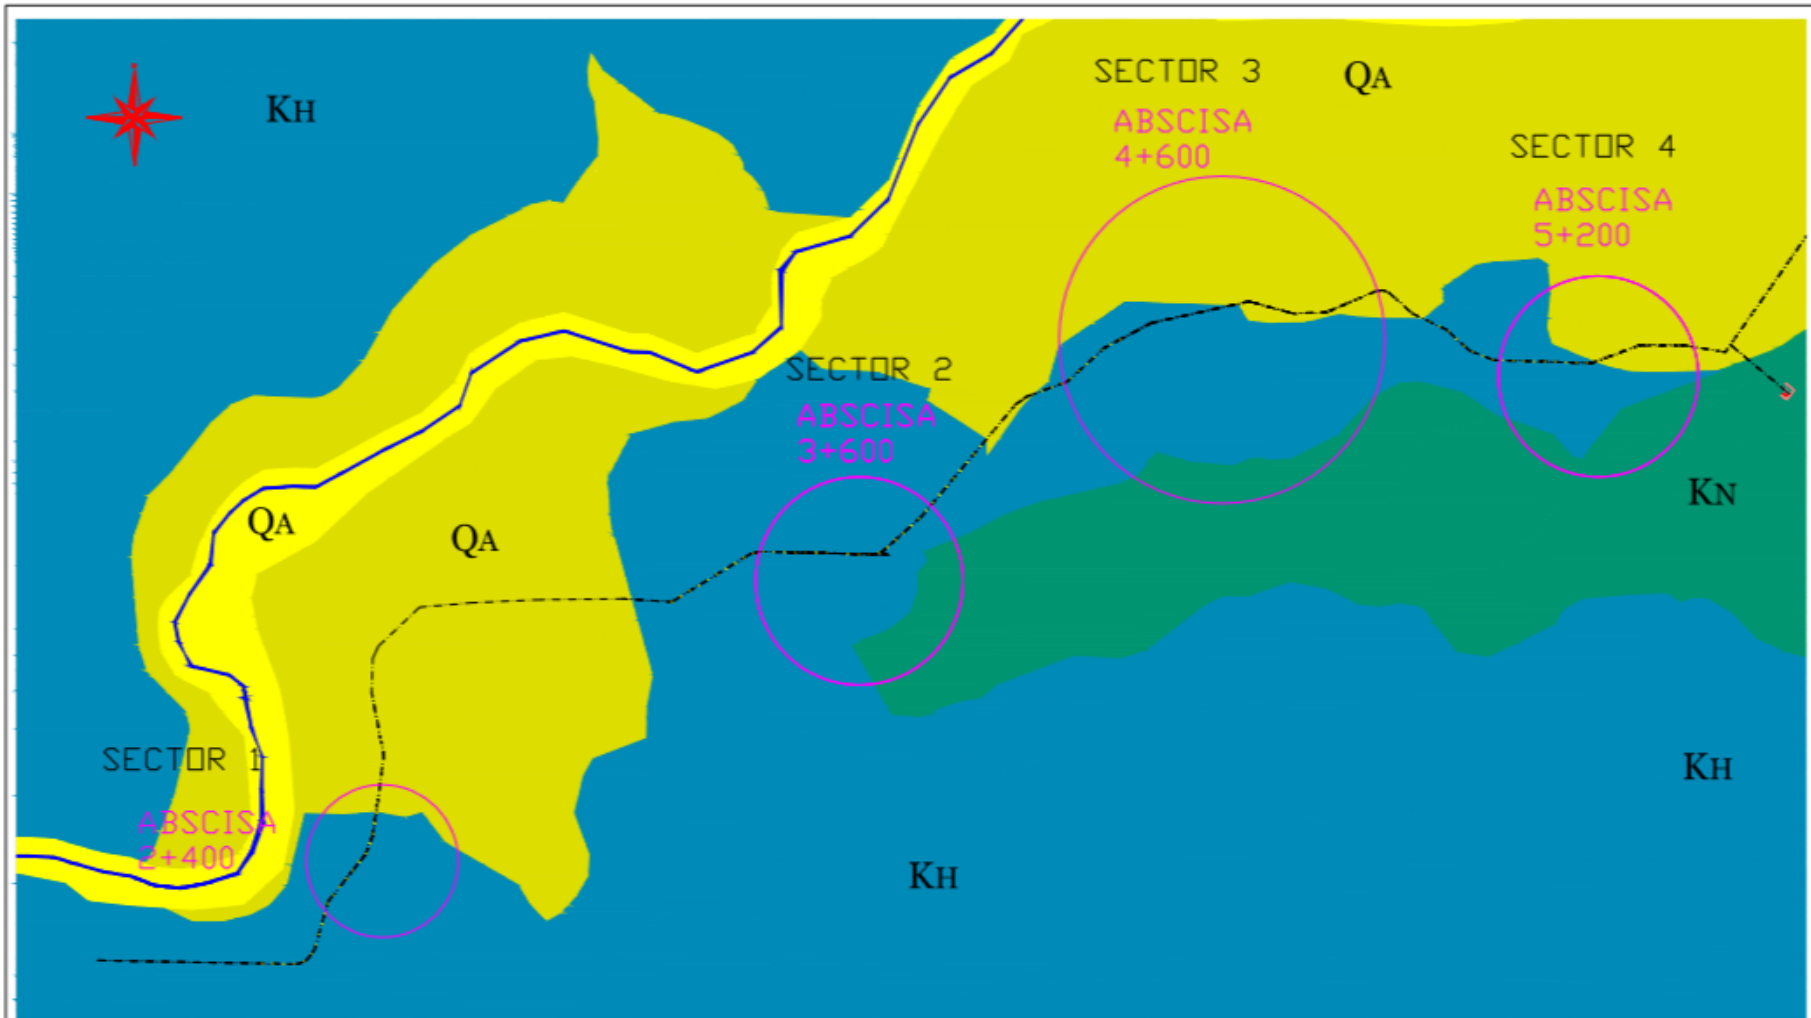 SECTOR 3
QA
ABSCISA
4+600
KH
SECTOR 4
ABSCISA
5+200
SECTOR 2
ABSCISA
3+600
KN
QA
QA
SECTOR 1
ABSCISA
2+400
KH
KH